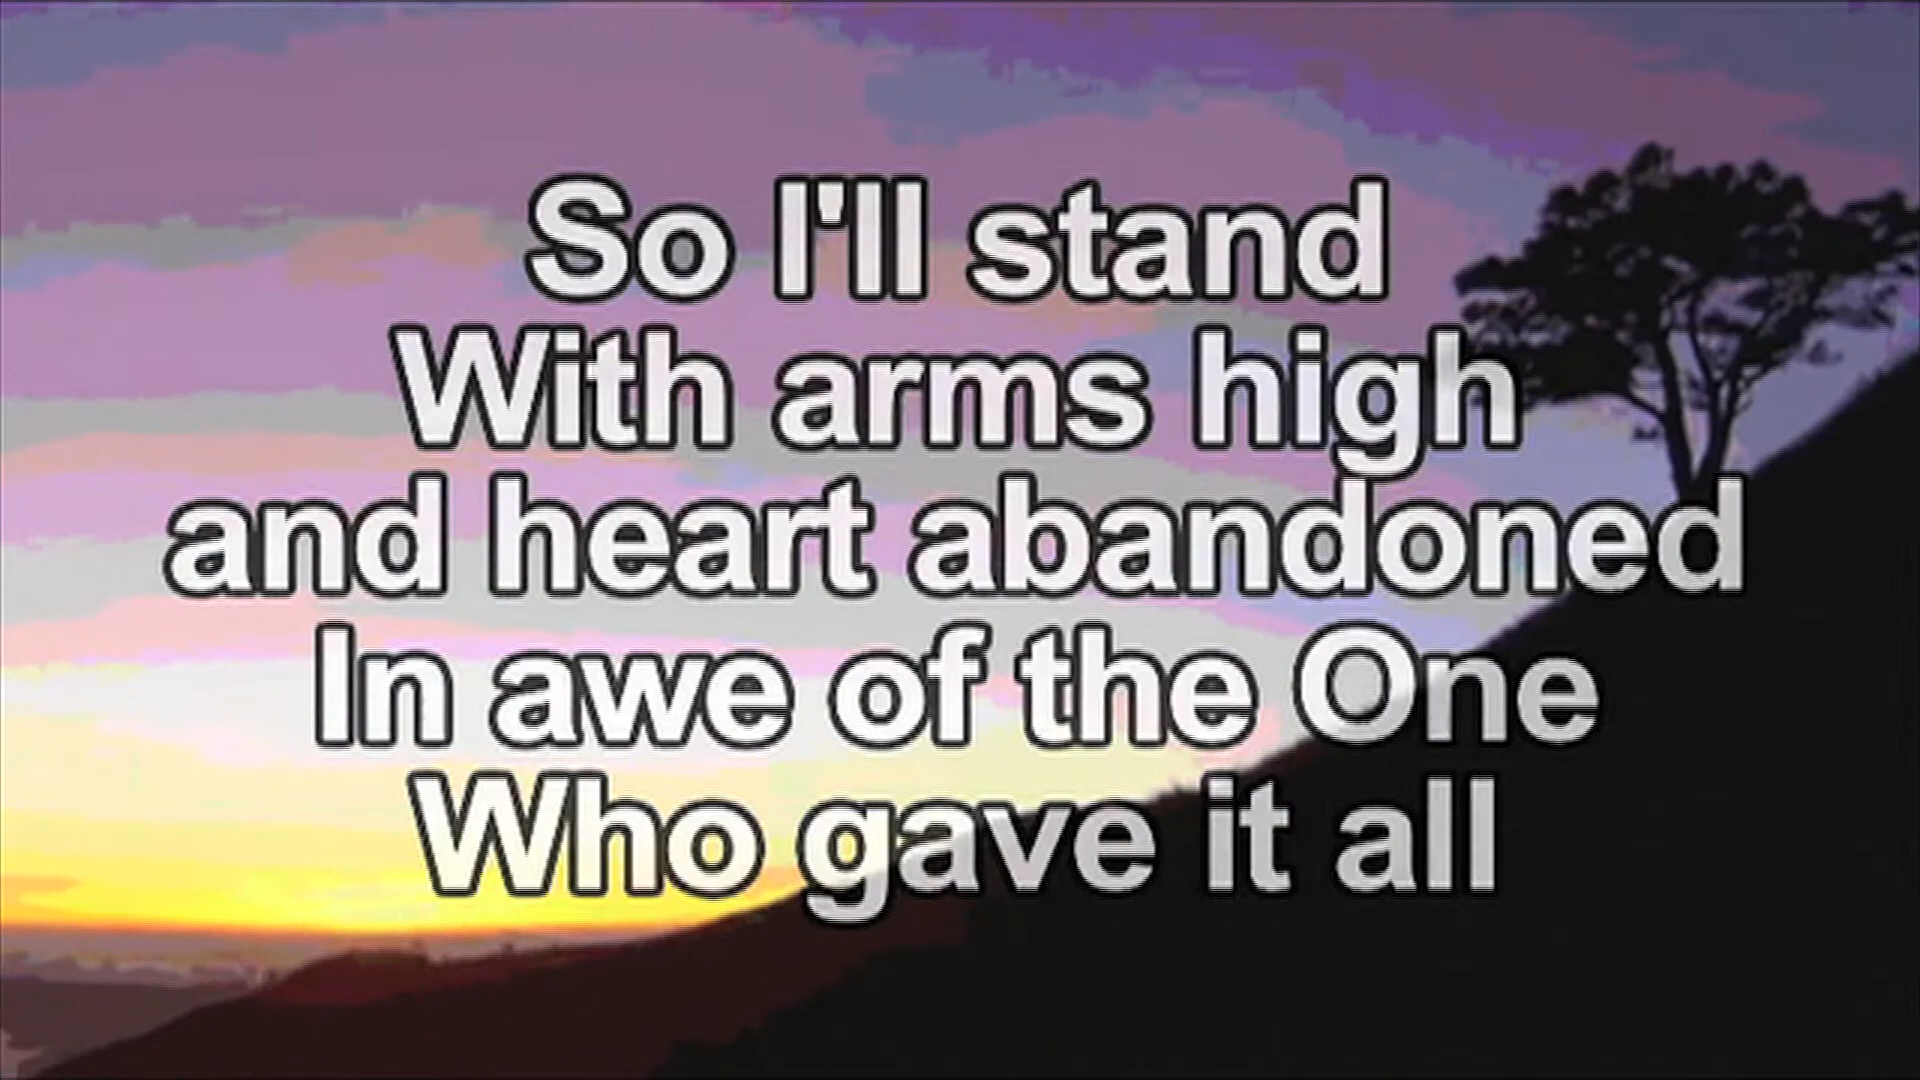 So I'll stand
With arms high
and heart abandoned
In awe of the One
Who gave it all